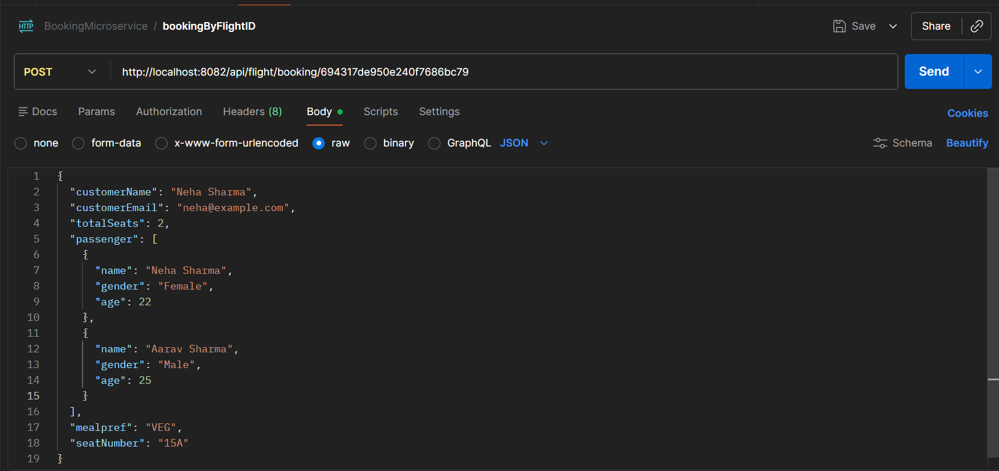 HTTP BookingMicroservice / bookingByFlightID Save Share
POST http://localhost:8082/api/flight/booking/694317de950e240f7686bc79 Send
Docs Params Authorization Headers (8) Body Scripts Settings Cookies
none form-data x-www-form-urlencoded raw binary GraphQL JSON Schema Beautify
1 {
2 "customerName": "Neha Sharma",
3 "customerEmail": "neha@example.com",
4 "totalSeats": 2,
5 "passenger": [
6 {
7 "name": "Neha Sharma",
8 "gender": "Female",
9 "age": 22
10 },
11 {
12 "name": "Aarav Sharma",
13 "gender": "Male",
14 "age": 25
15 }
16 ],
17 "mealpref": "VEG",
18 "seatNumber": "15A"
19 }